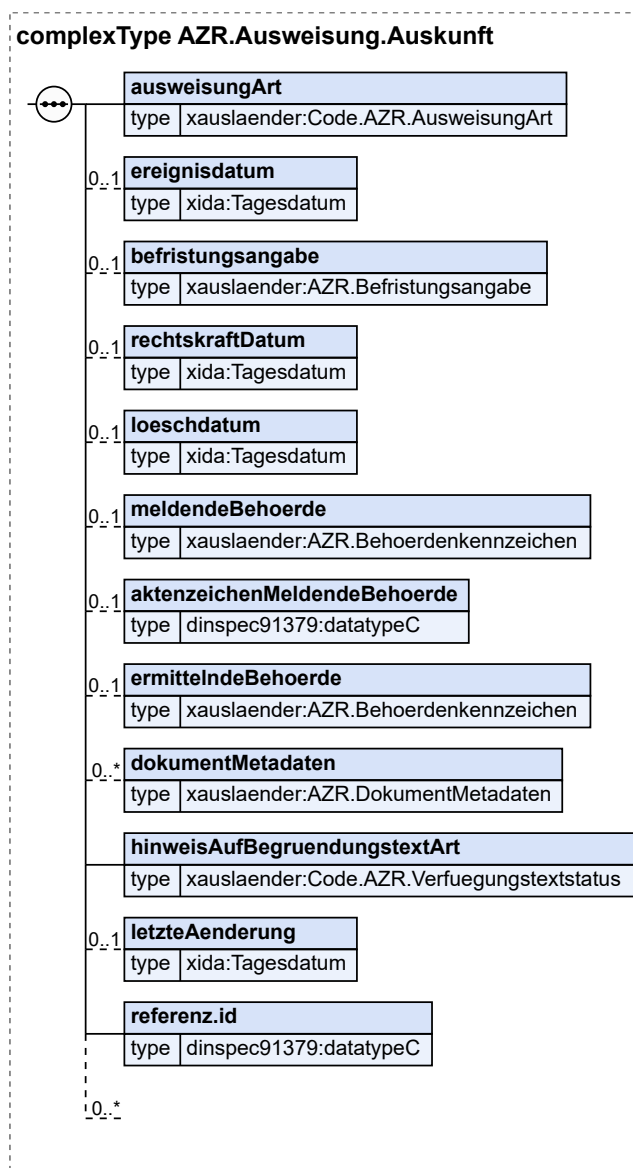 complexType AZR.Ausweisung.Auskunft
ausweisungArt
type xauslaender:Code.AZR.AusweisungArt
0..1 ereignisdatum
type xida:Tagesdatum
0..1 befristungsangabe
type xauslaender:AZR.Befristungsangabe
0..1 rechtskraftDatum
type xida:Tagesdatum
0..1 loeschdatum
type xida:Tagesdatum
0..1 meldendeBehoerde
type xauslaender:AZR.Behoerdenkennzeichen
0..1 aktenzeichenMeldendeBehoerde
type dinspec91379:datatypeC
0..1 ermittelndeBehoerde
type xauslaender:AZR.Behoerdenkennzeichen
0..* dokumentMetadaten
type xauslaender:AZR.DokumentMetadaten
hinweisAufBegruendungstextArt
type xauslaender:Code.AZR.Verfuegungstextstatus
0..1 letzteAenderung
type xida:Tagesdatum
referenz.id
type dinspec91379:datatypeC
0..*